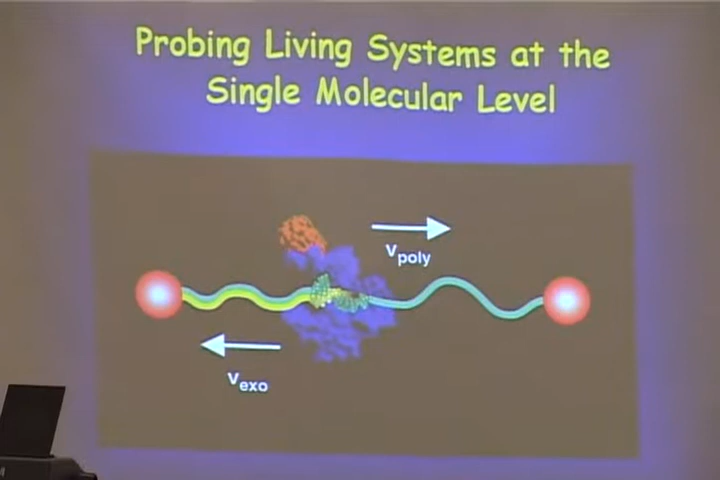 Probing Living Systems at the
Single Molecular Level
vpoly
vexo